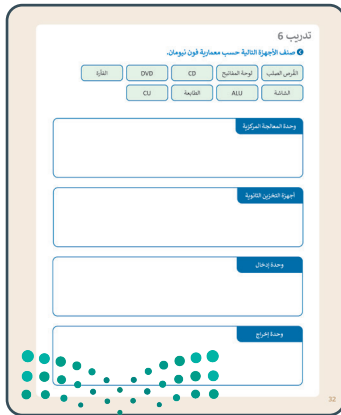 تدريب 6
صنف الأجهزة التالية حسب معمارية فون نيومان.
القرص الصلب لوحة المفاتيح CD DVD الفأرة
الشاشة ALU الطابعة CU
وحدة المعالجة المركزية
أجهزة التخزين الثانوية
وحدة إدخال
وحدة إخراج
32